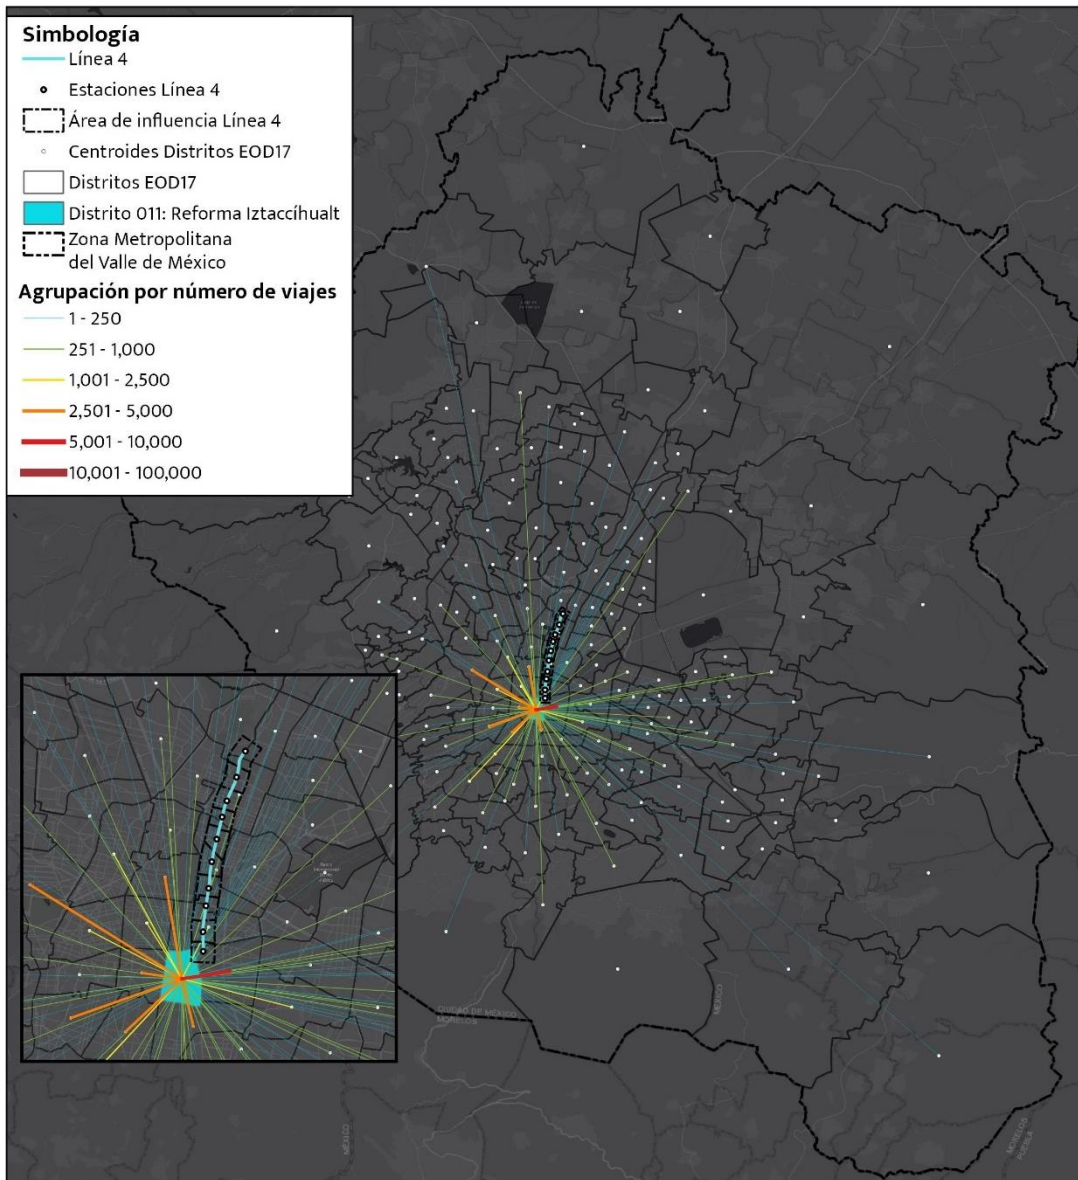 Simbología
Línea 4
Estaciones Línea 4
Área de influencia Línea 4
Centroides Distritos EOD17
Distritos EOD17
Distrito 011: Reforma Iztaccíhualt
Zona Metropolitana
del Valle de México
Agrupación por número de viajes
1 - 250
251 - 1,000
1,001 - 2,500
2,501 - 5,000
5,001 - 10,000
10,001 - 100,000
CIUDAD DE MÉXICO
MORELOS
MÉXICO
MÉXICO
MORELOS
PUEBLA